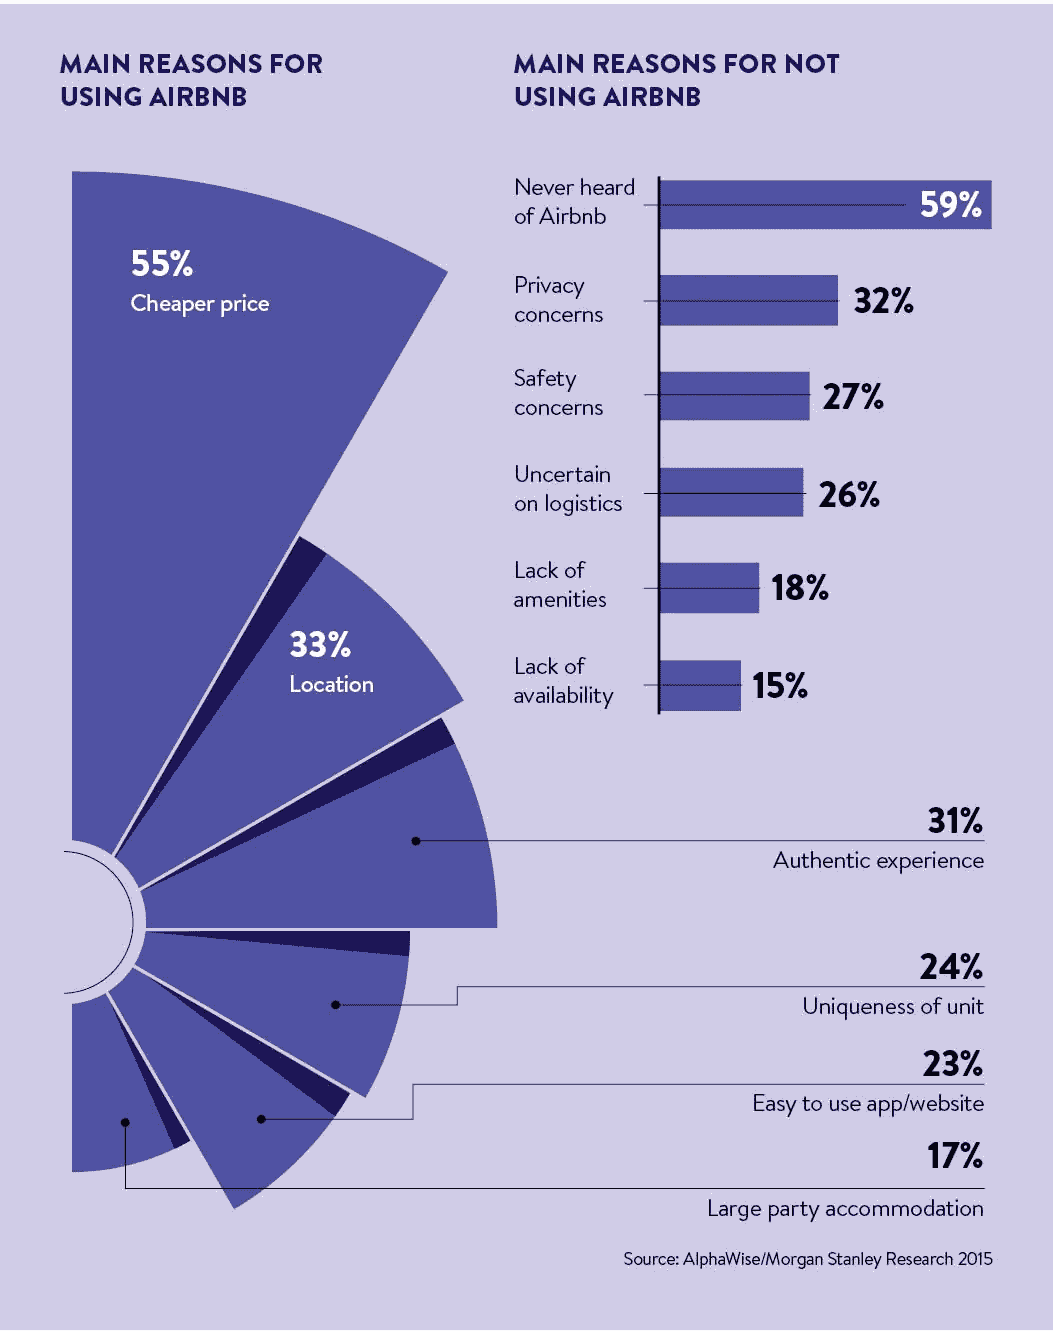 MAIN REASONS FOR
USING AIRBNB
55%
Cheaper price
33%
Location
MAIN REASONS FOR NOT
USING AIRBNB
Never heard
of Airbnb
59%
Privacy
concerns
32%
Safety
concerns
27%
Uncertain
on logistics
26%
Lack of
amenities
18%
Lack of
availability
15%
31%
Authentic experience
24%
Uniqueness of unit
23%
Easy to use app/website
17%
Large party accommodation
Source: AlphaWise/Morgan Stanley Research 2015